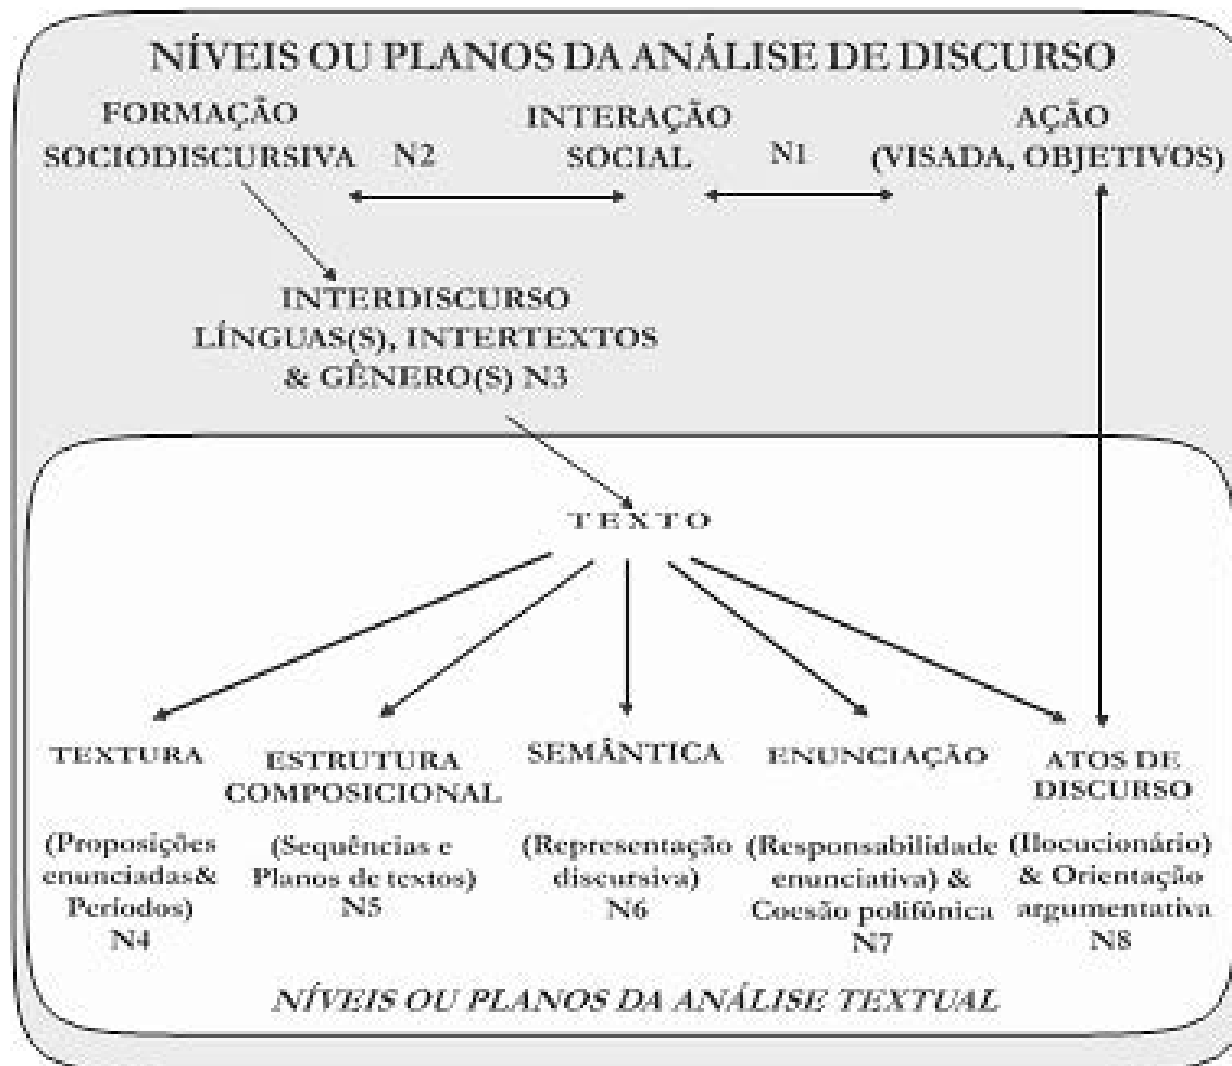 NÍVEIS OU PLANOS DA ANÁLISE DE DISCURSO
FORMAÇÃO
SOCIODISCURSIVA N2
INTERAÇÃO
SOCIAL N1
AÇÃO
(VISADA, OBJETIVOS)
INTERDISCURSO
LÍNGUAS(S), INTERTEXTOS
& GÊNERO(S) N3
TEXTO
TEXTURA
(Proposições
enunciadas&
Períodos)
N4
ESTRUTURA
COMPOSICIONAL
(Sequências e
Planos de textos)
N5
SEMÂNTICA
(Representação
discursiva)
N6
ENUNCIAÇÃO
(Responsabilidade
enunciativa) &
Coesão polifônica
N7
ATOS DE
DISCURSO
(Ilocucionário)
& Orientação
argumentativa
N8
NÍVEIS OU PLANOS DA ANÁLISE TEXTUAL